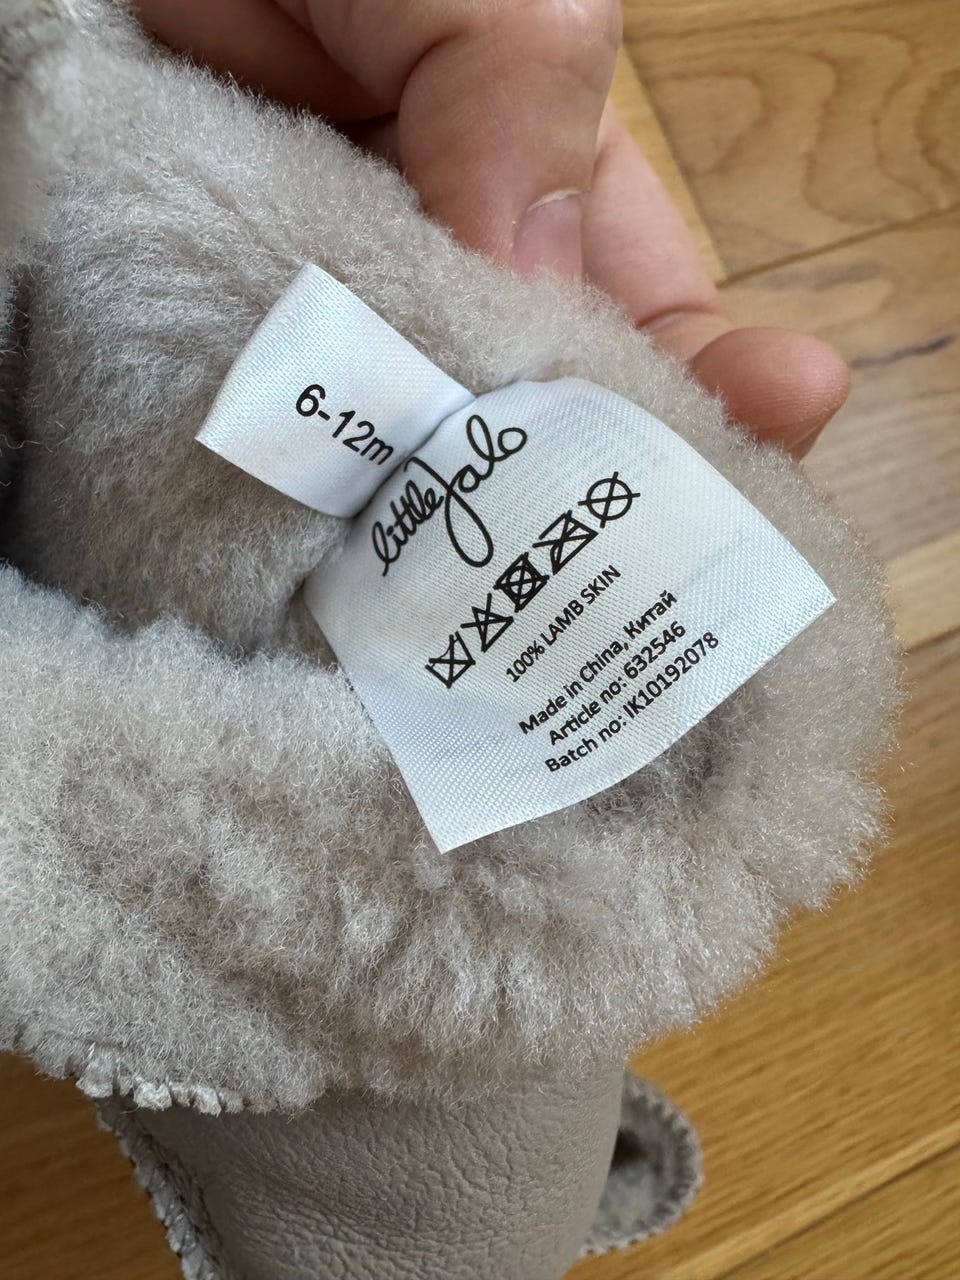 6-12m
little Jalo
100% LAMB SKIN
Made in China, Китай
Article no: 632546
Batch no: IK10192078